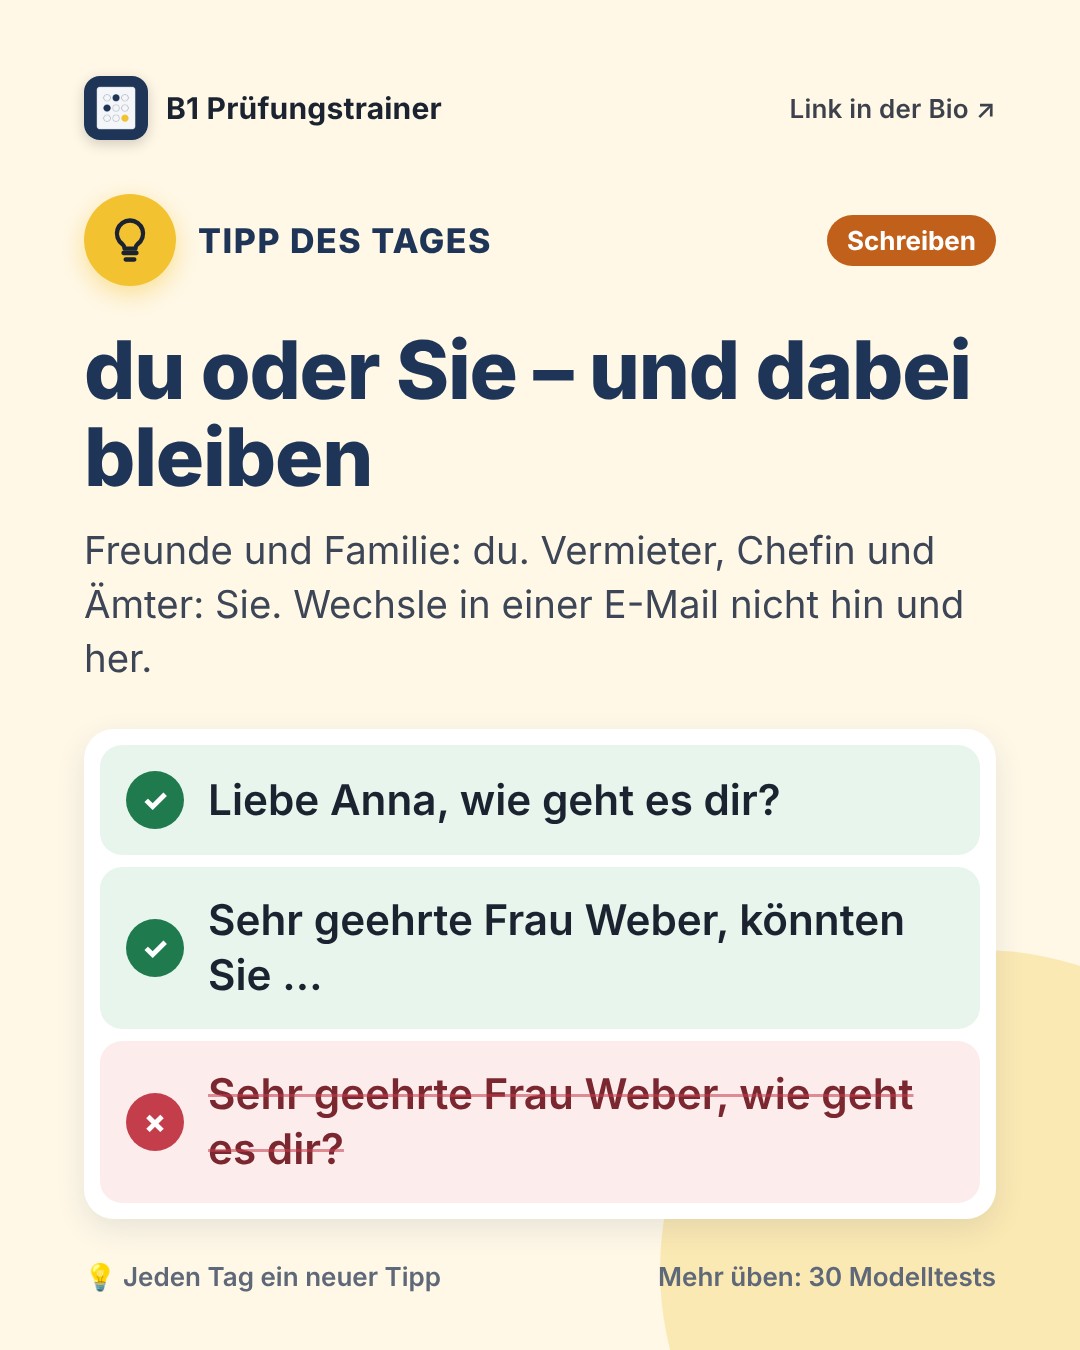 B1 Prüfungstrainer
Link in der Bio ↗
TIPP DES TAGES
Schreiben
du oder Sie – und dabei
bleiben
Freunde und Familie: du. Vermieter, Chefin und
Ämter: Sie. Wechsle in einer E-Mail nicht hin und
her.
Liebe Anna, wie geht es dir?
Sehr geehrte Frau Weber, könnten
Sie …
Sehr geehrte Frau Weber, wie geht
es dir?
💡 Jeden Tag ein neuer Tipp
Mehr üben: 30 Modelltests